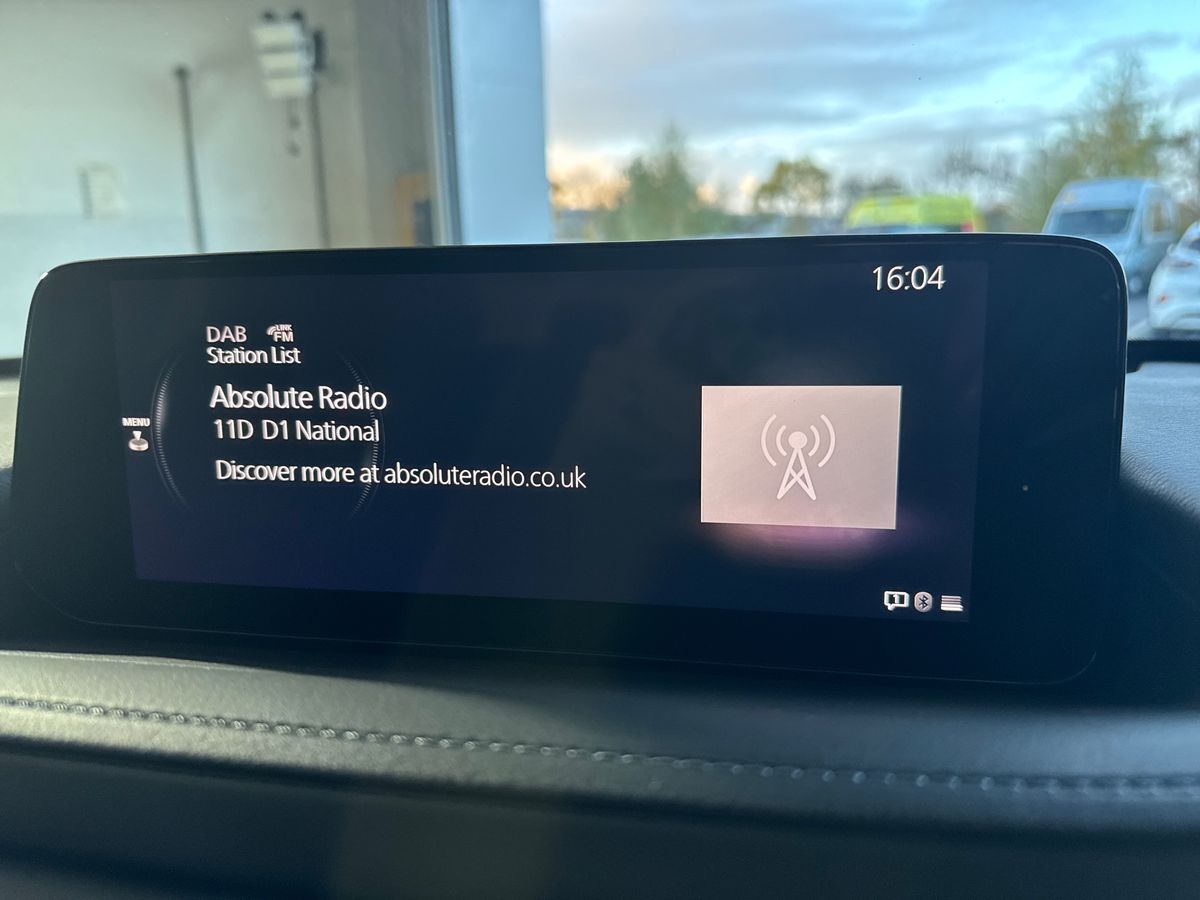 16:04
DAB LINK FM
Station List
Absolute Radio
MENU
11D D1 National
Discover more at absoluteradio.co.uk
1